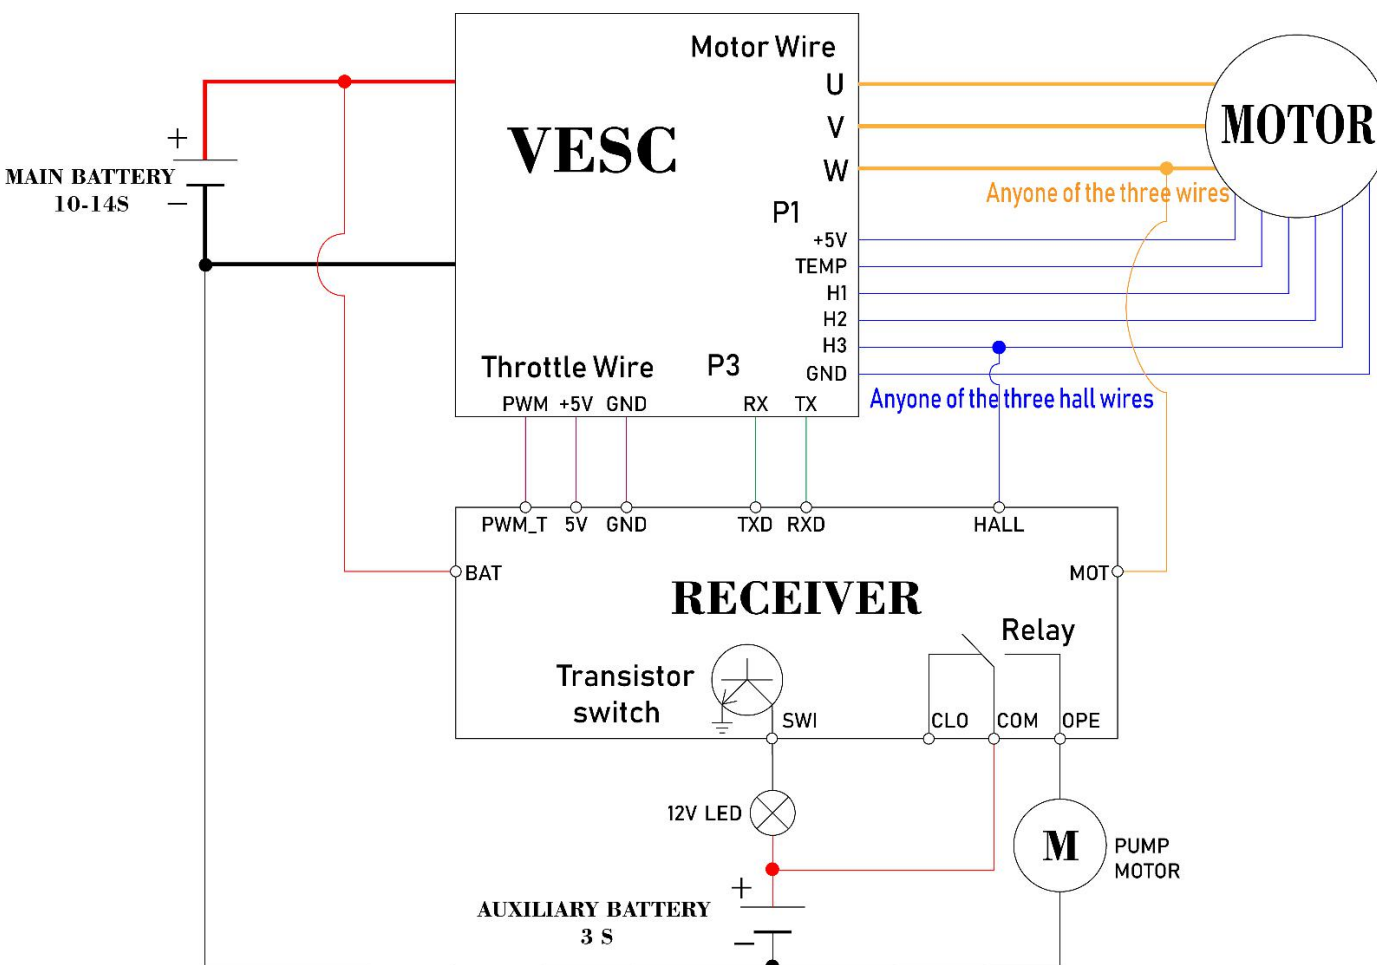 Motor Wire
U
VESC
V
MOTOR
W
+
MAIN BATTERY
10-14S
−
Anyone of the three wires
P1
+5V
TEMP
H1
H2
H3
GND
Throttle Wire
P3
PWM +5V GND
RX TX
Anyone of the three hall wires
PWM_T 5V GND
TXD RXD
HALL
BAT
MOT
RECEIVER
Relay
Transistor
switch
SWI
CLO COM OPE
12V LED
M
PUMP
MOTOR
+
AUXILIARY BATTERY
3 S
−